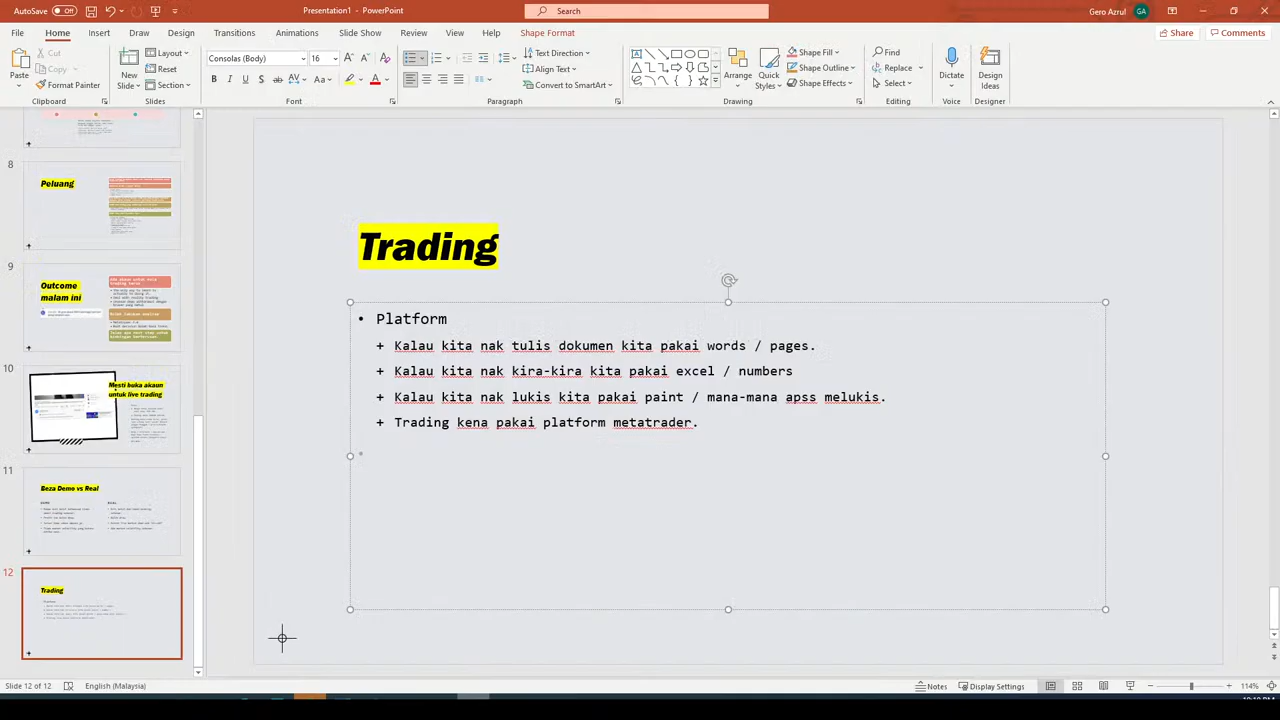 AutoSave Off
Presentation1 - PowerPoint
Search
Gero Azrul GA
File Home Insert Draw Design Transitions Animations Slide Show Review View Help Shape Format
Share Comments
Paste Cut
Copy
Format Painter
Clipboard
New Slide
Layout
Reset
Section
Slides
Consolas (Body) 16
Font
Text Direction
Align Text
Convert to SmartArt
Paragraph
Arrange
Quick Styles
Shape Fill
Shape Outline
Shape Effects
Drawing
Find
Replace
Select
Editing
Dictate
Voice
Design Ideas
Designer
8
Peluang
9
Outcome
malam ini
10
Mesti buka akaun
untuk live trading
11
Beza Demo vs Real
12
Trading
Trading
• Platform
+ Kalau kita nak tulis dokumen kita pakai words / pages.
+ Kalau kita nak kira-kira kita pakai excel / numbers
+ Kalau kita nak lukis kita pakai paint / mana-mana apss melukis.
+ Trading kena pakai platform metatrader.
Slide 12 of 12 English (Malaysia) Notes Display Settings 114%